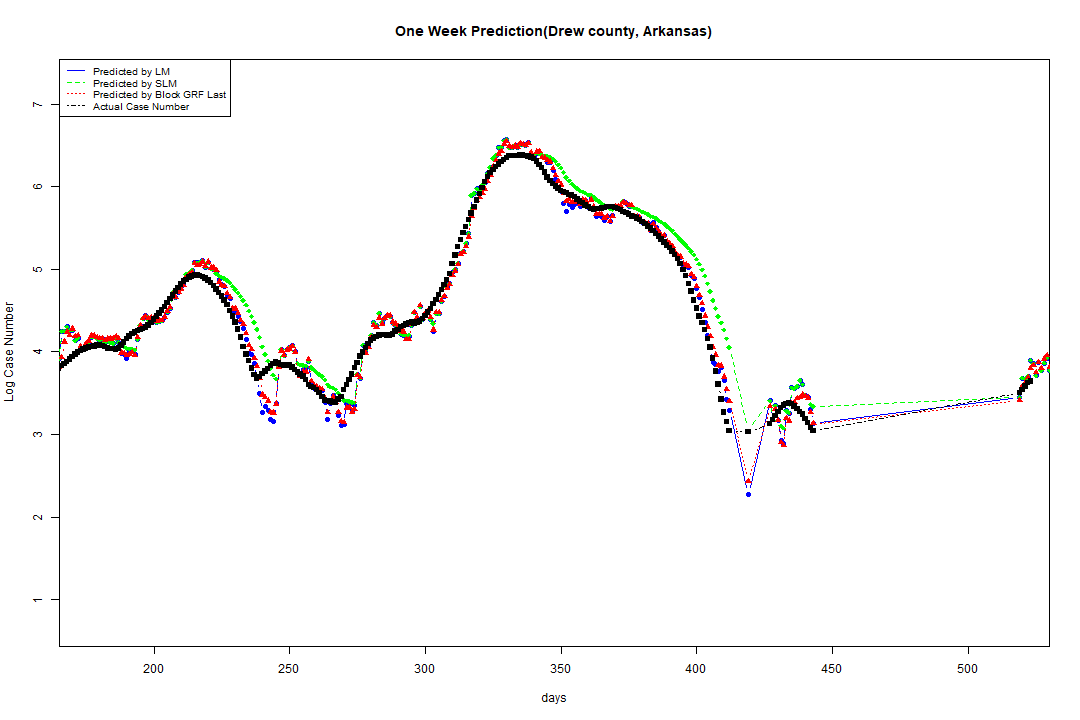 One Week Prediction(Drew county, Arkansas)
Predicted by LM
Predicted by SLM
Predicted by Block GRF Last
Actual Case Number
7
6
5
4
3
2
1
Log Case Number
200 250 300 350 400 450 500
days